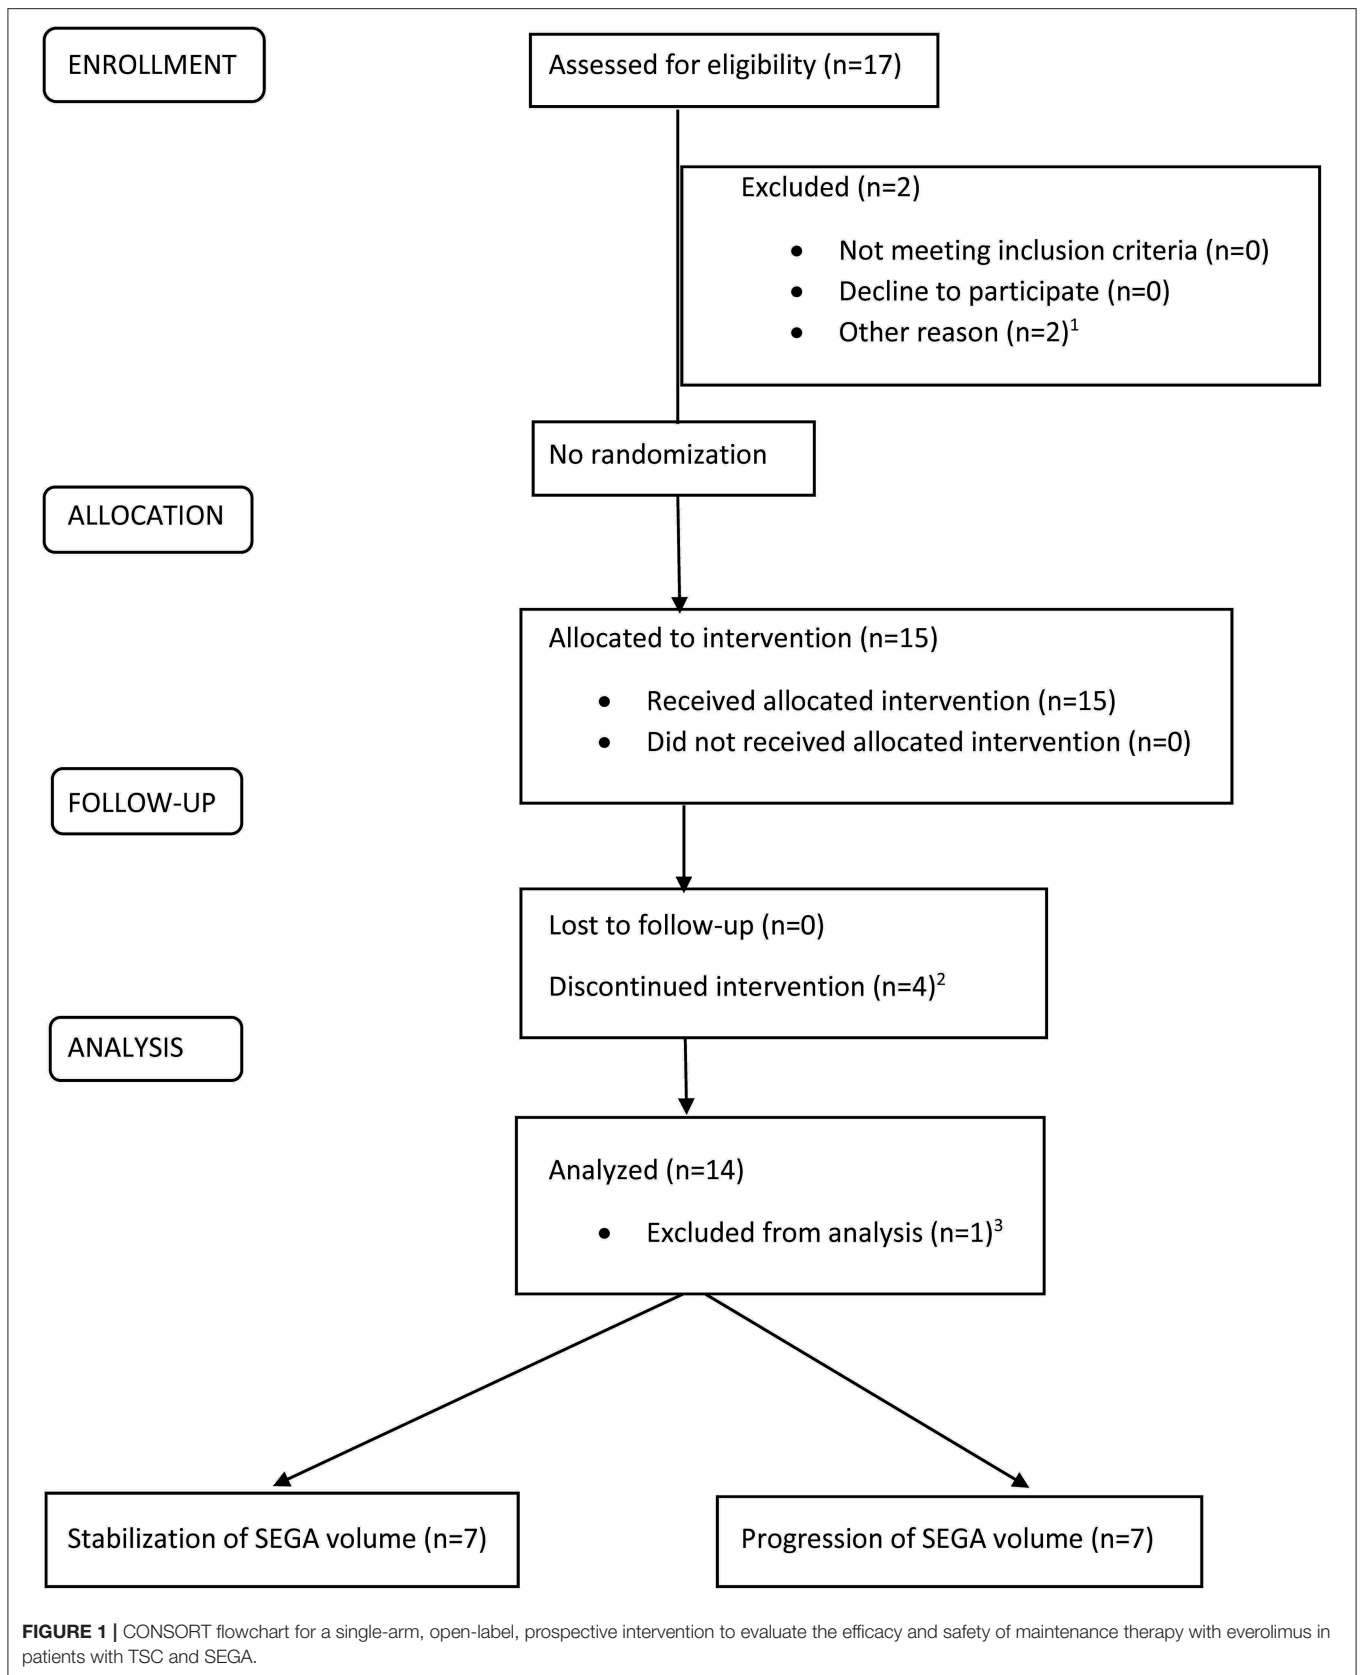 ENROLLMENT
Assessed for eligibility (n=17)
Excluded (n=2)
• Not meeting inclusion criteria (n=0)
• Decline to participate (n=0)
• Other reason (n=2)¹
No randomization
ALLOCATION
Allocated to intervention (n=15)
• Received allocated intervention (n=15)
• Did not received allocated intervention (n=0)
FOLLOW-UP
Lost to follow-up (n=0)
Discontinued intervention (n=4)²
ANALYSIS
Analyzed (n=14)
• Excluded from analysis (n=1)³
Stabilization of SEGA volume (n=7)
Progression of SEGA volume (n=7)
FIGURE 1 | CONSORT flowchart for a single-arm, open-label, prospective intervention to evaluate the efficacy and safety of maintenance therapy with everolimus in
patients with TSC and SEGA.